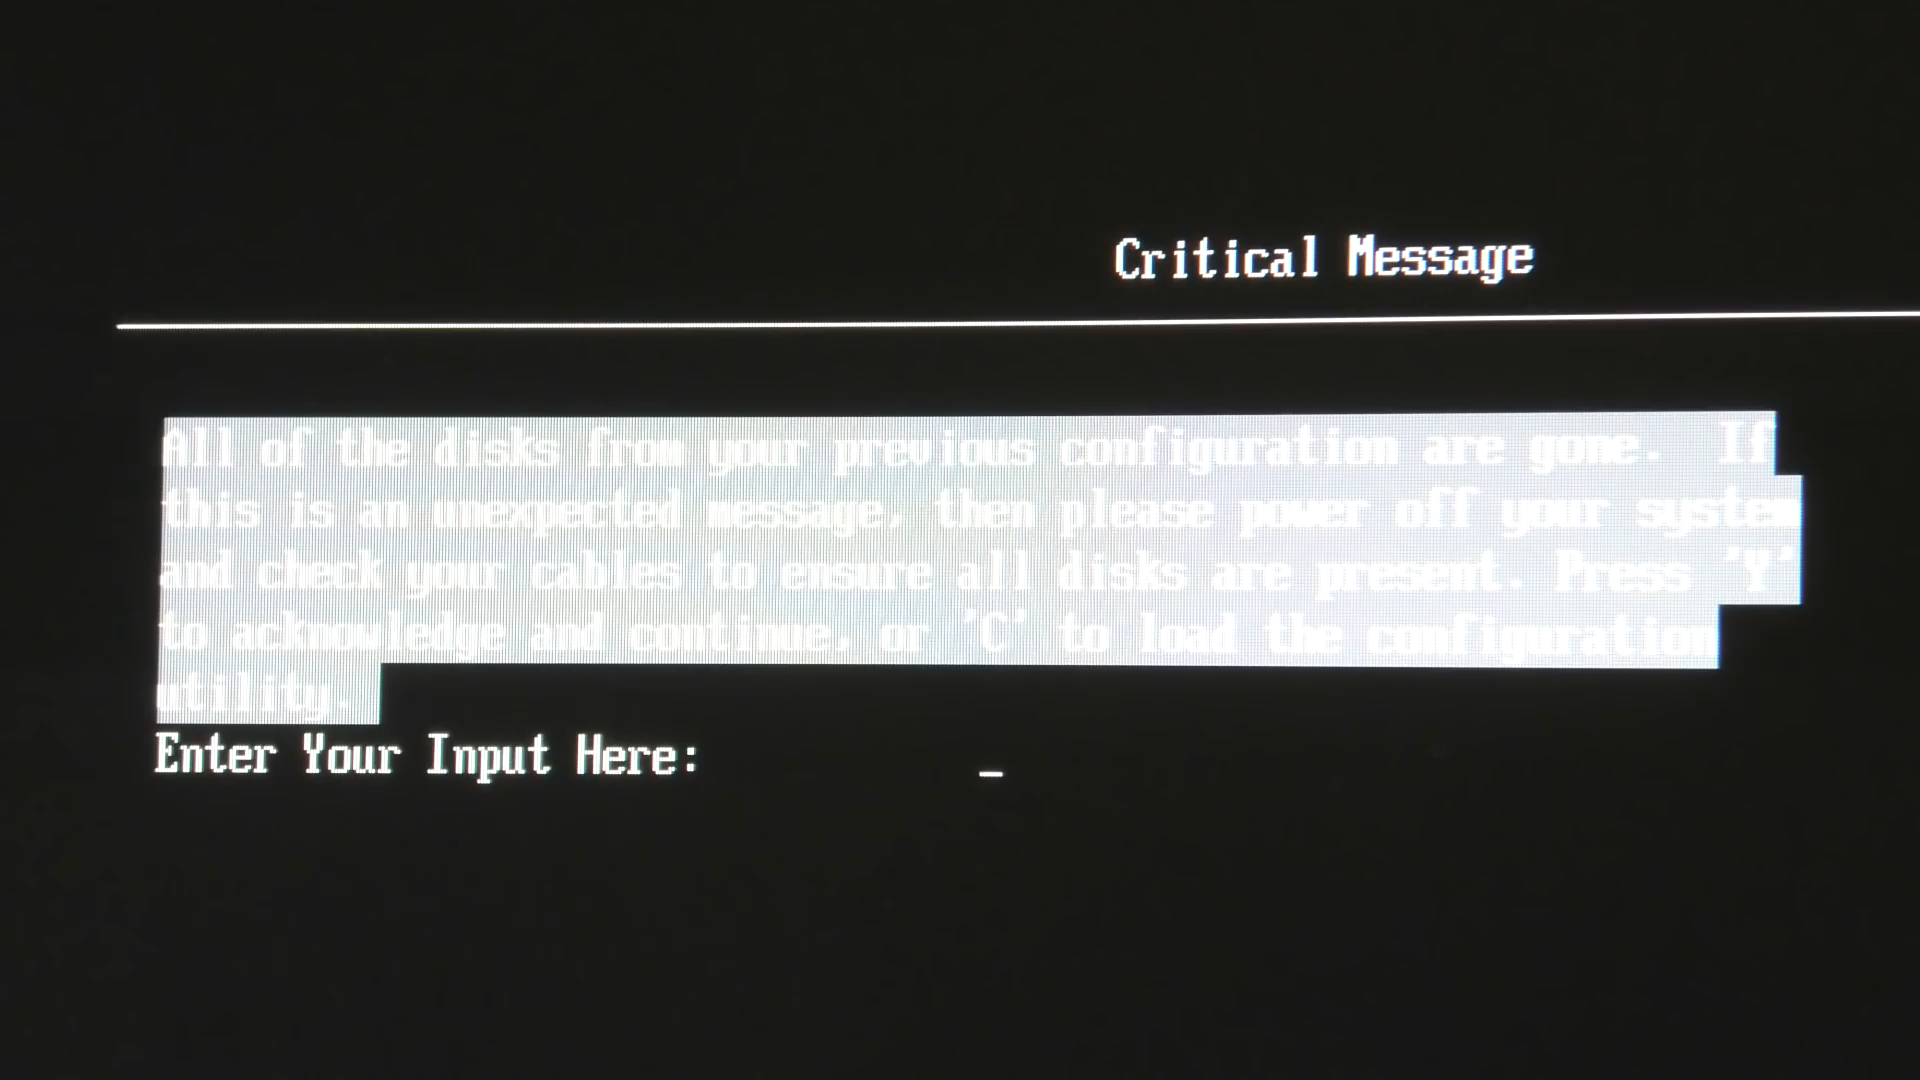 Critical Message
All of the disks from your previous configuration are gone.  If
this is an unexpected message, then please power off your system
and check your cables to ensure all disks are present. Press 'Y'
to acknowledge and continue, or 'C' to load the configuration
utility.
Enter Your Input Here: _